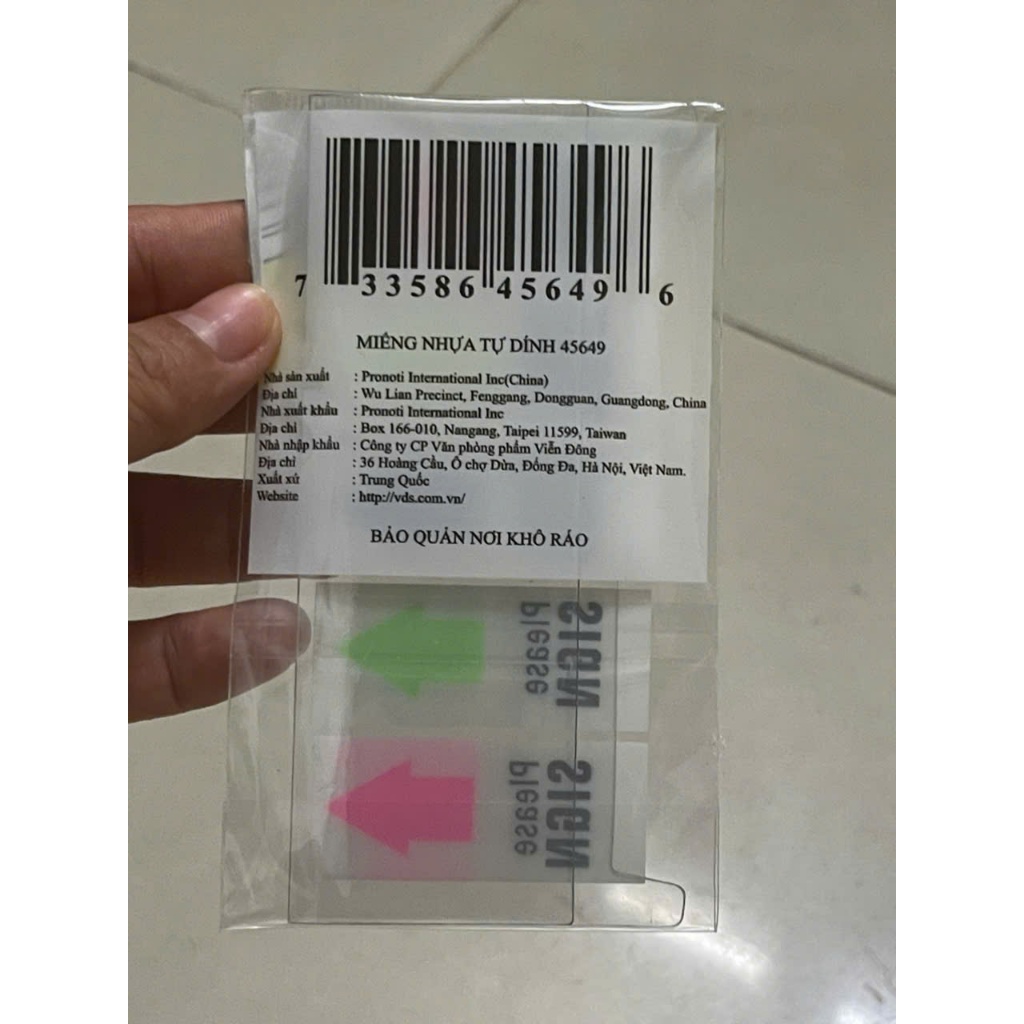 7 33586 45649 6
MIẾNG NHỰA TỰ DÍNH 45649
Nhà sản xuất : Pronoti International Inc(China)
Địa chỉ : Wu Lian Precinct, Fenggang, Dongguan, Guangdong, China
Nhà xuất khẩu : Pronoti International Inc
Địa chỉ : Box 166-010, Nangang, Taipei 11599, Taiwan
Nhà nhập khẩu : Công ty CP Văn phòng phẩm Viễn Đông
Địa chỉ : 36 Hoàng Cầu, Ô chợ Dừa, Đống Đa, Hà Nội, Việt Nam.
Xuất xứ : Trung Quốc
Website : http://vds.com.vn/
BẢO QUẢN NƠI KHÔ RÁO
SIGN
Please
SIGN
Please